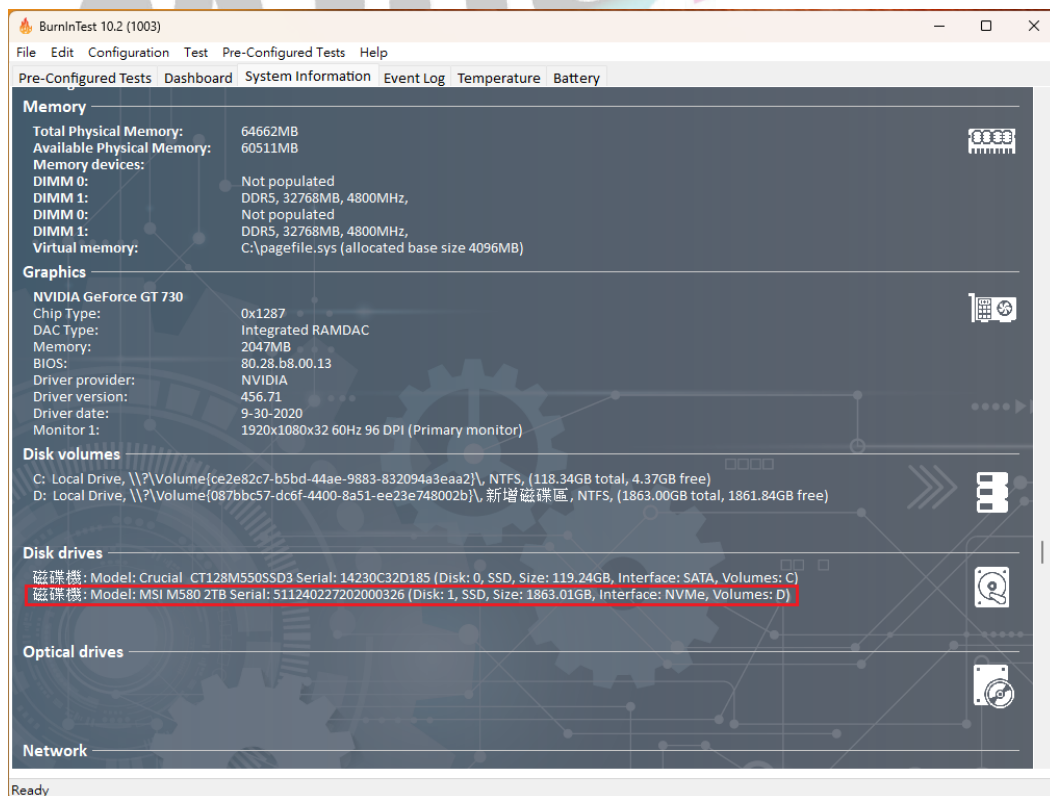 BurnInTest 10.2 (1003)
File Edit Configuration Test Pre-Configured Tests Help
Pre-Configured Tests Dashboard System Information Event Log Temperature Battery
Memory
Total Physical Memory: 64662MB
Available Physical Memory: 60511MB
Memory devices:
DIMM 0: Not populated
DIMM 1: DDR5, 32768MB, 4800MHz,
DIMM 0: Not populated
DIMM 1: DDR5, 32768MB, 4800MHz,
Virtual memory: C:\pagefile.sys (allocated base size 4096MB)
Graphics
NVIDIA GeForce GT 730
Chip Type: 0x1287
DAC Type: Integrated RAMDAC
Memory: 2047MB
BIOS: 80.28.b8.00.13
Driver provider: NVIDIA
Driver version: 456.71
Driver date: 9-30-2020
Monitor 1: 1920x1080x32 60Hz 96 DPI (Primary monitor)
Disk volumes
C: Local Drive, \\?\Volume{ce2e82c7-b5bd-44ae-9883-832094a3eaa2}\, NTFS, (118.34GB total, 4.37GB free)
D: Local Drive, \\?\Volume{087bbc57-dc6f-4400-8a51-ee23e748002b}\, 新增磁碟區, NTFS, (1863.00GB total, 1861.84GB free)
Disk drives
磁碟機: Model: Crucial_CT128M550SSD3 Serial: 14230C32D185 (Disk: 0, SSD, Size: 119.24GB, Interface: SATA, Volumes: C)
磁碟機: Model: MSI M580 2TB Serial: 511240227202000326 (Disk: 1, SSD, Size: 1863.01GB, Interface: NVMe, Volumes: D)
Optical drives
Network
Ready